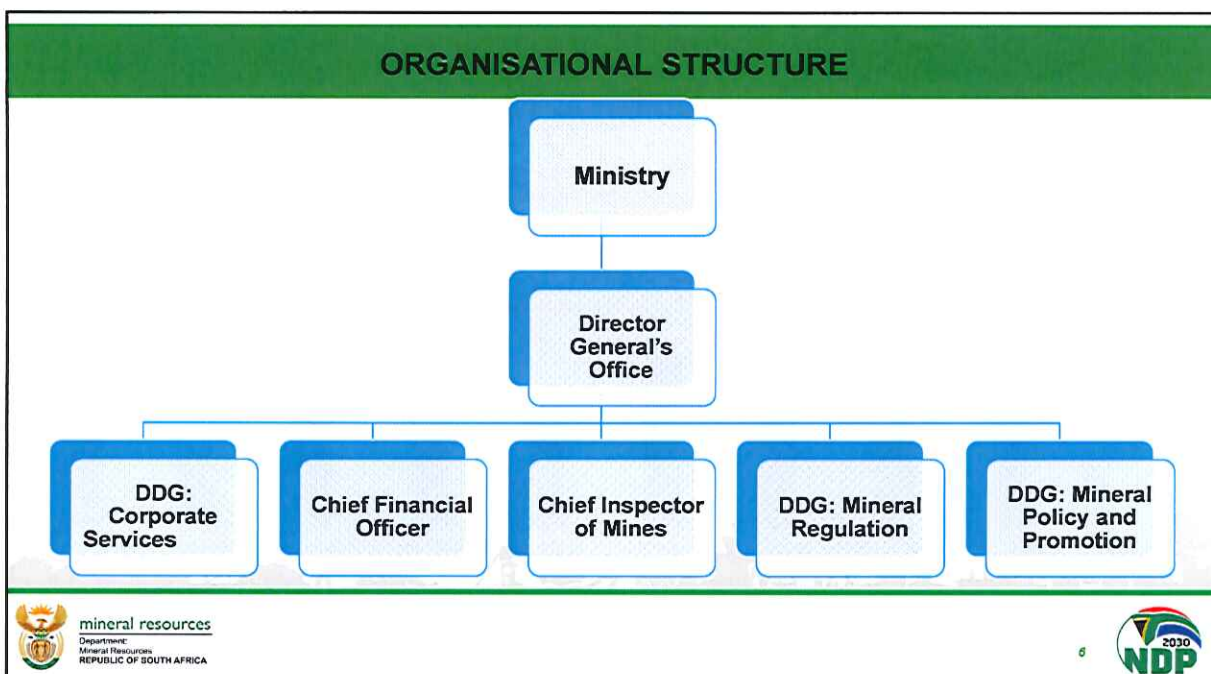 ORGANISATIONAL STRUCTURE
Ministry
Director
General's
Office
DDG:
Corporate
Services
Chief Financial
Officer
Chief Inspector
of Mines
DDG: Mineral
Regulation
DDG: Mineral
Policy and
Promotion
mineral resources
Department:
Mineral Resources
REPUBLIC OF SOUTH AFRICA
6
2030
NDP